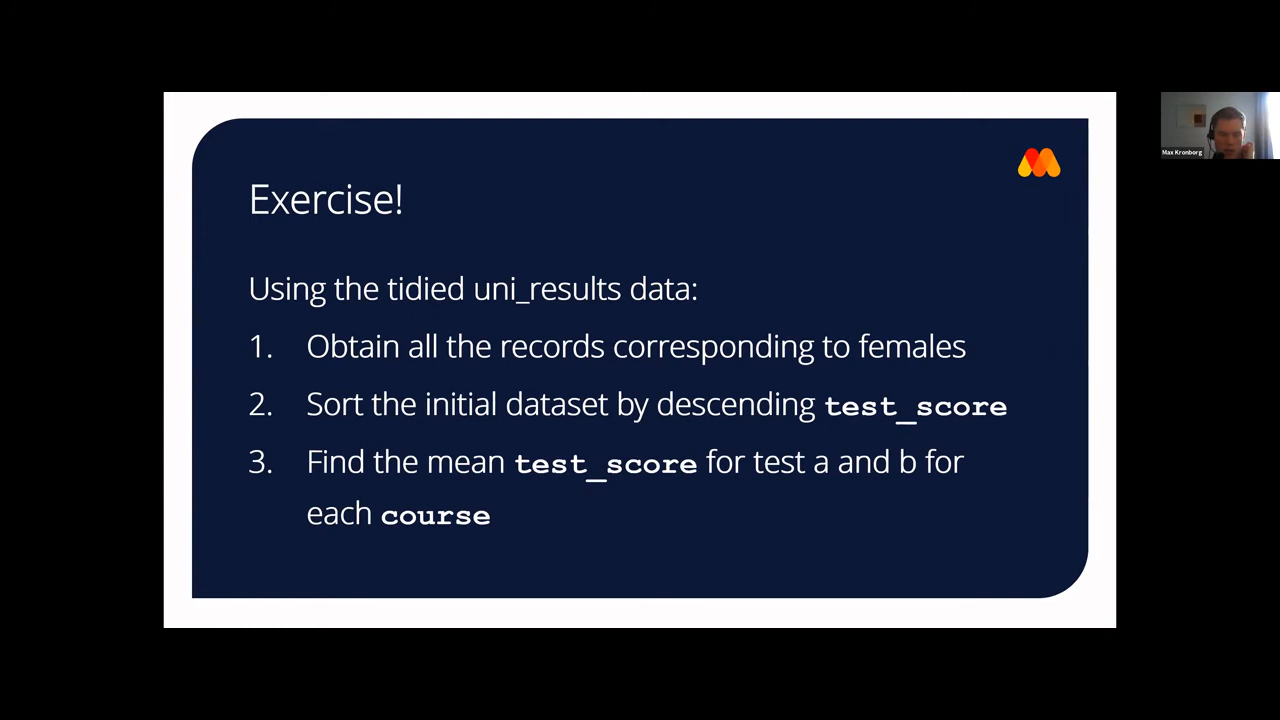 Exercise!
Using the tidied uni_results data:
1. Obtain all the records corresponding to females
2. Sort the initial dataset by descending test_score
3. Find the mean test_score for test a and b for
each course
Max Kronborg